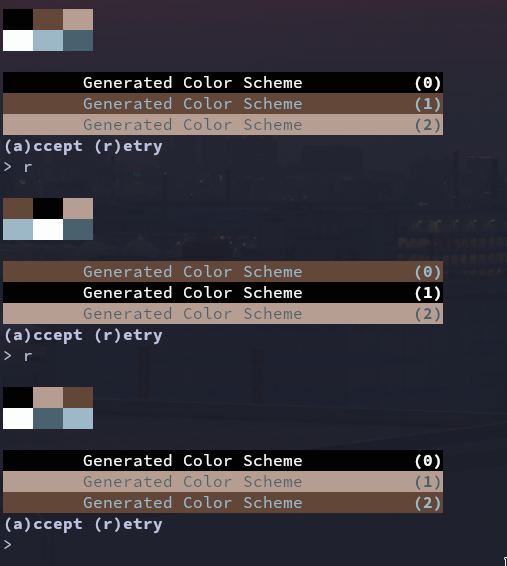 Generated Color Scheme (0)
Generated Color Scheme (1)
Generated Color Scheme (2)
(a)ccept (r)etry
> r
Generated Color Scheme (0)
Generated Color Scheme (1)
Generated Color Scheme (2)
(a)ccept (r)etry
> r
Generated Color Scheme (0)
Generated Color Scheme (1)
Generated Color Scheme (2)
(a)ccept (r)etry
>